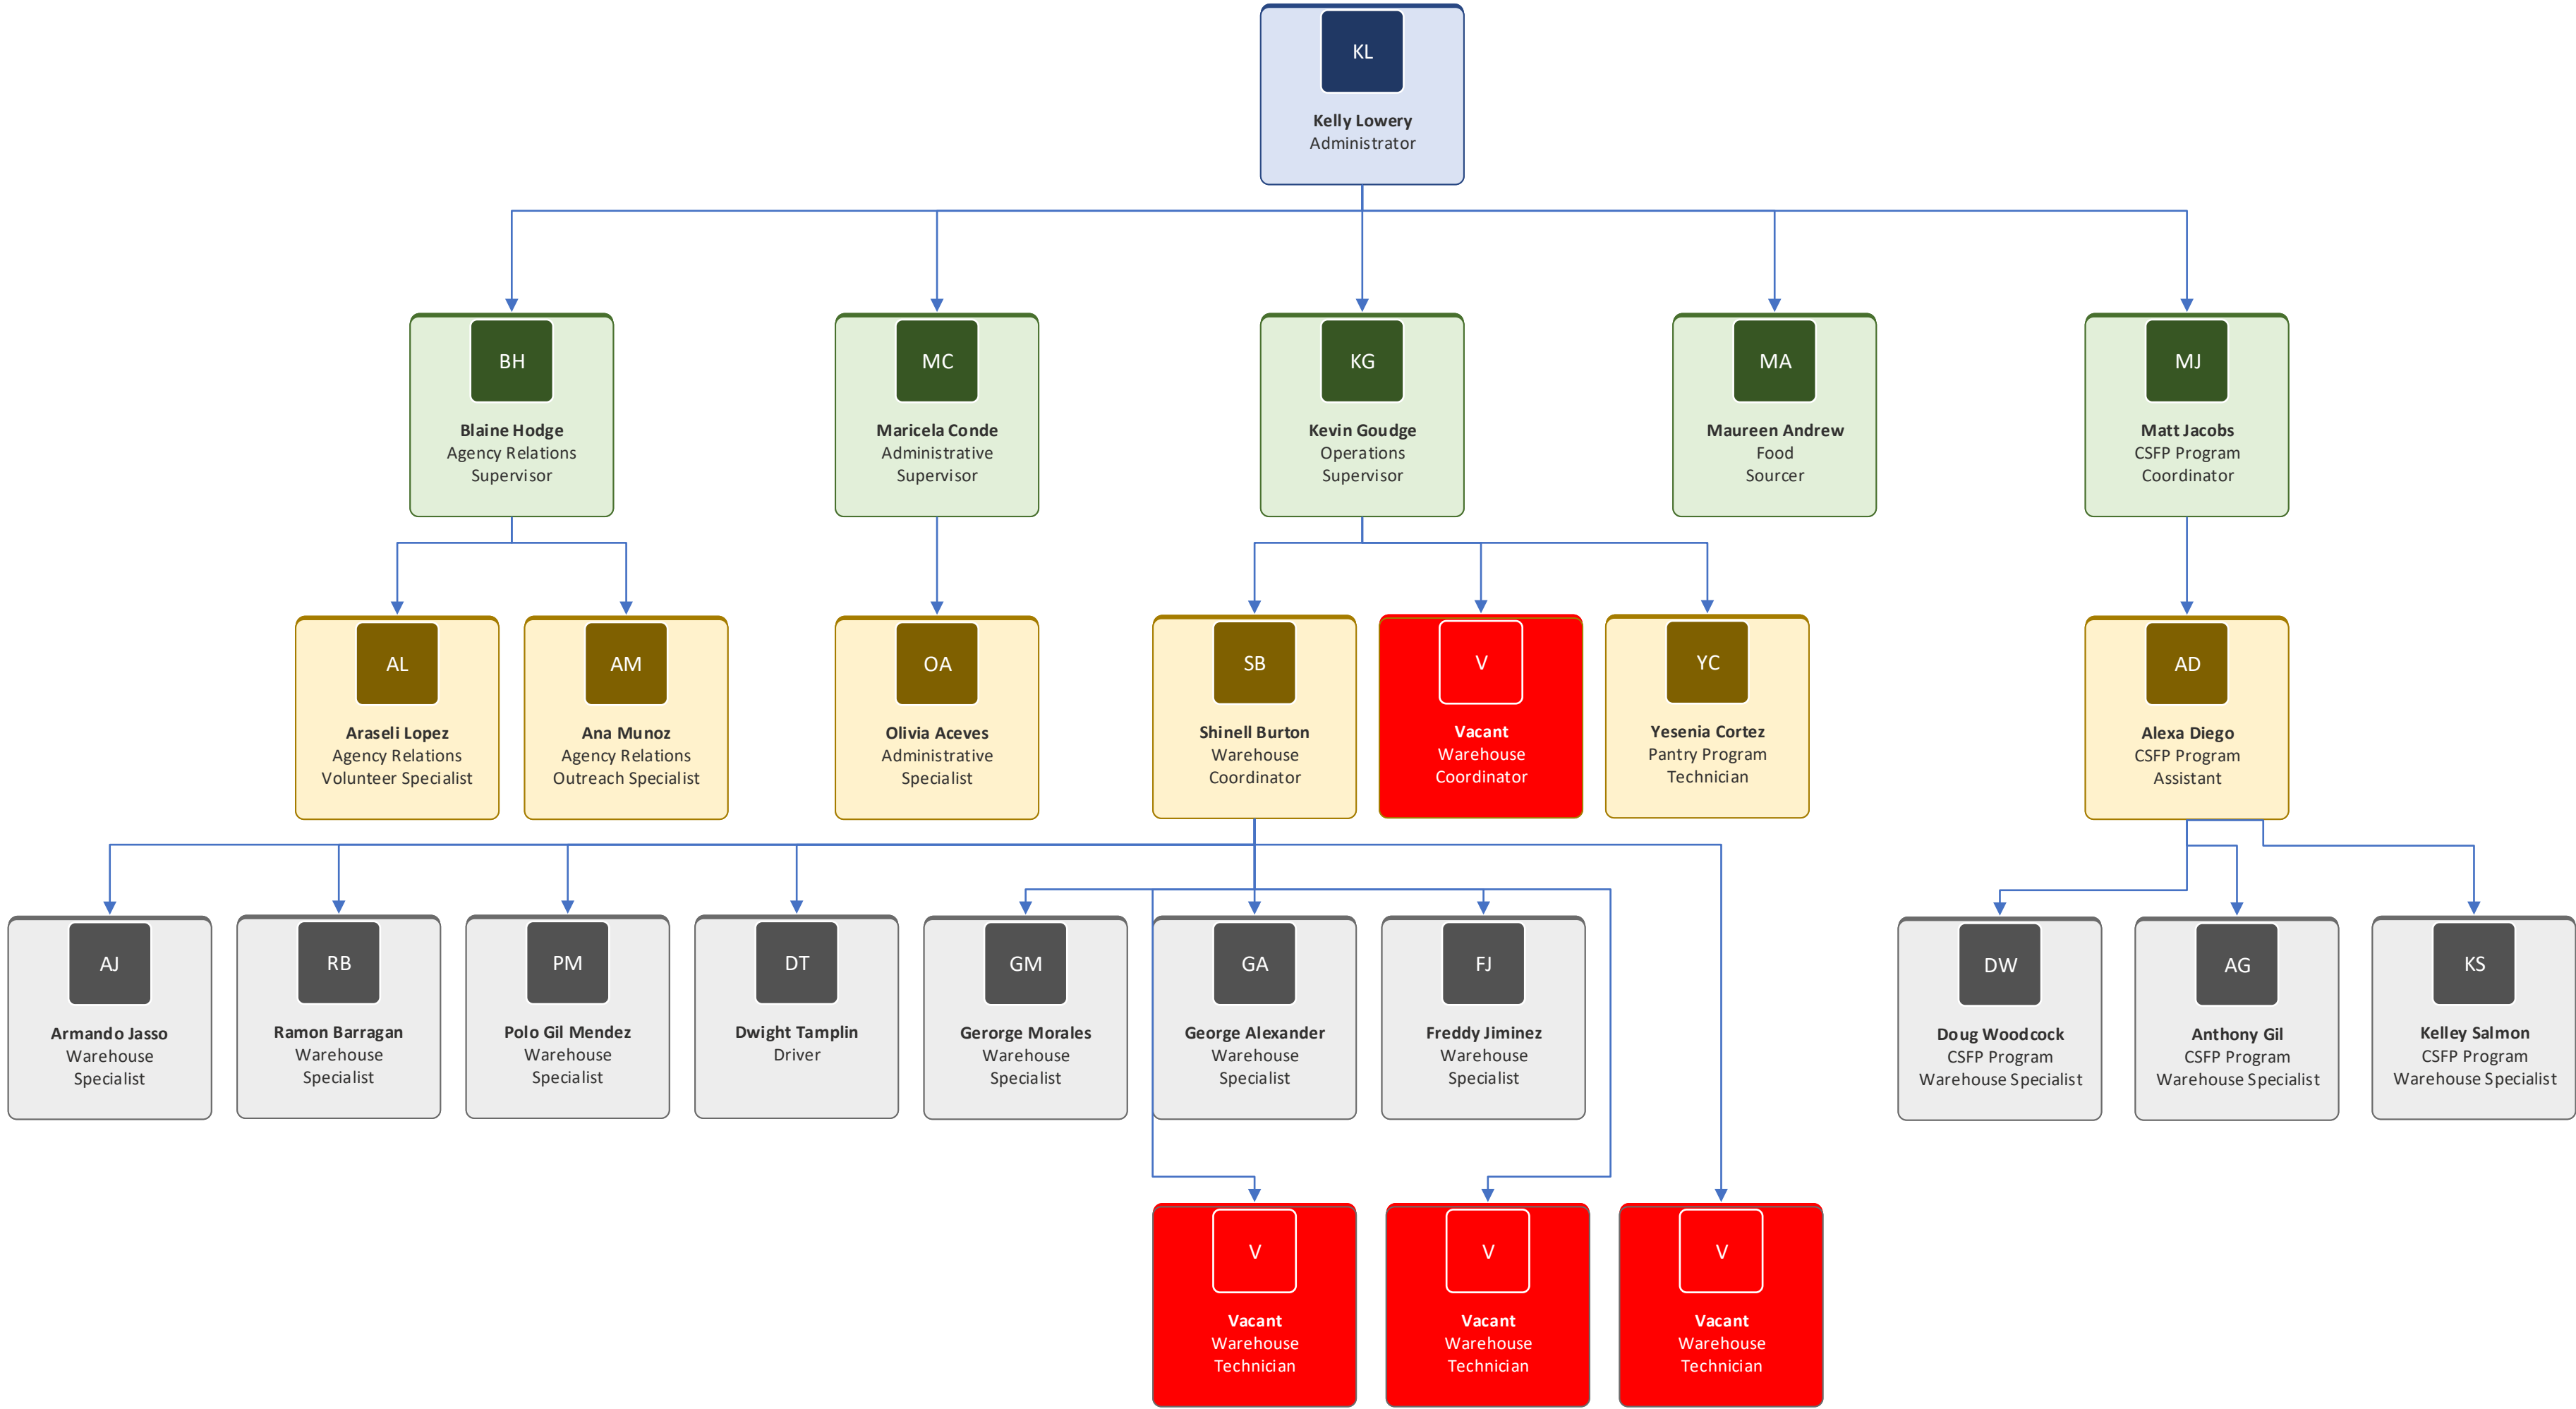 KL
Kelly Lowery
Administrator
BH
Blaine Hodge
Agency Relations
Supervisor
MC
Maricela Conde
Administrative
Supervisor
KG
Kevin Goudge
Operations
Supervisor
MA
Maureen Andrew
Food
Sourcer
MJ
Matt Jacobs
CSFP Program
Coordinator
AL
Araseli Lopez
Agency Relations
Volunteer Specialist
AM
Ana Munoz
Agency Relations
Outreach Specialist
OA
Olivia Aceves
Administrative
Specialist
SB
Shinell Burton
Warehouse
Coordinator
V
Vacant
Warehouse
Coordinator
YC
Yesenia Cortez
Pantry Program
Technician
AD
Alexa Diego
CSFP Program
Assistant
AJ
Armando Jasso
Warehouse
Specialist
RB
Ramon Barragan
Warehouse
Specialist
PM
Polo Gil Mendez
Warehouse
Specialist
DT
Dwight Tamplin
Driver
GM
Gerorge Morales
Warehouse
Specialist
GA
George Alexander
Warehouse
Specialist
FJ
Freddy Jiminez
Warehouse
Specialist
DW
Doug Woodcock
CSFP Program
Warehouse Specialist
AG
Anthony Gil
CSFP Program
Warehouse Specialist
KS
Kelley Salmon
CSFP Program
Warehouse Specialist
V
Vacant
Warehouse
Technician
V
Vacant
Warehouse
Technician
V
Vacant
Warehouse
Technician